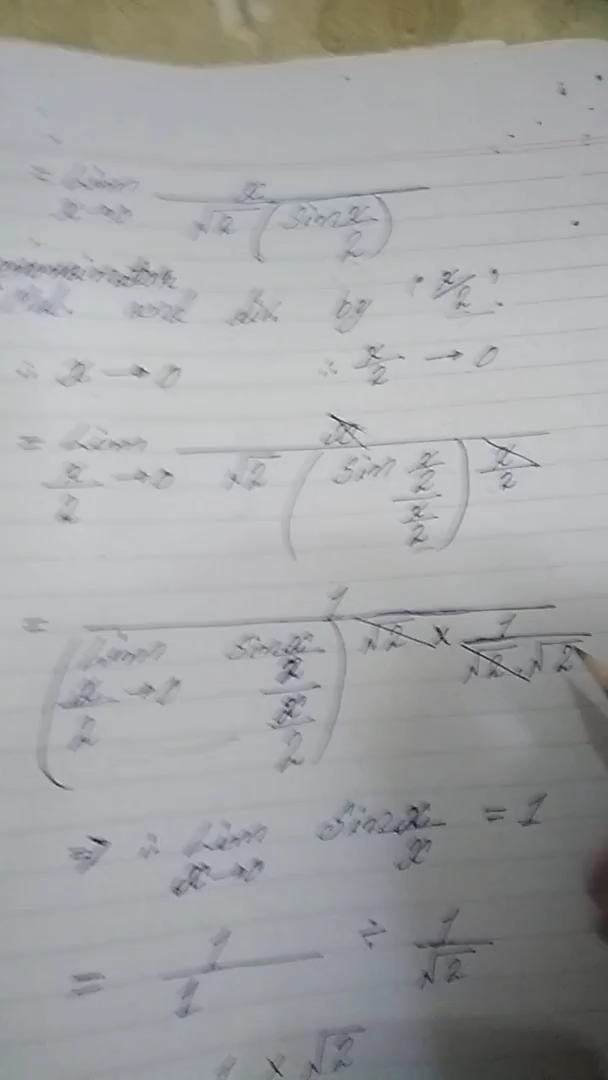 = Lim x→0 x / √2 (Sin x/2)
and div by 'x/2'.
∴ x → 0 ∴ x/2 → 0
= Lim x/2 → 0 x / √2 (Sin x/2 / x/2) x/2
= 1 / (Lim x/2 → 0 Sin x/2 / x/2) √2 × 1/√2.√2
⇒ ∴ Lim x→0 Sin x / x = 1
= 1/1 ÷ 1/√2
1 × √2